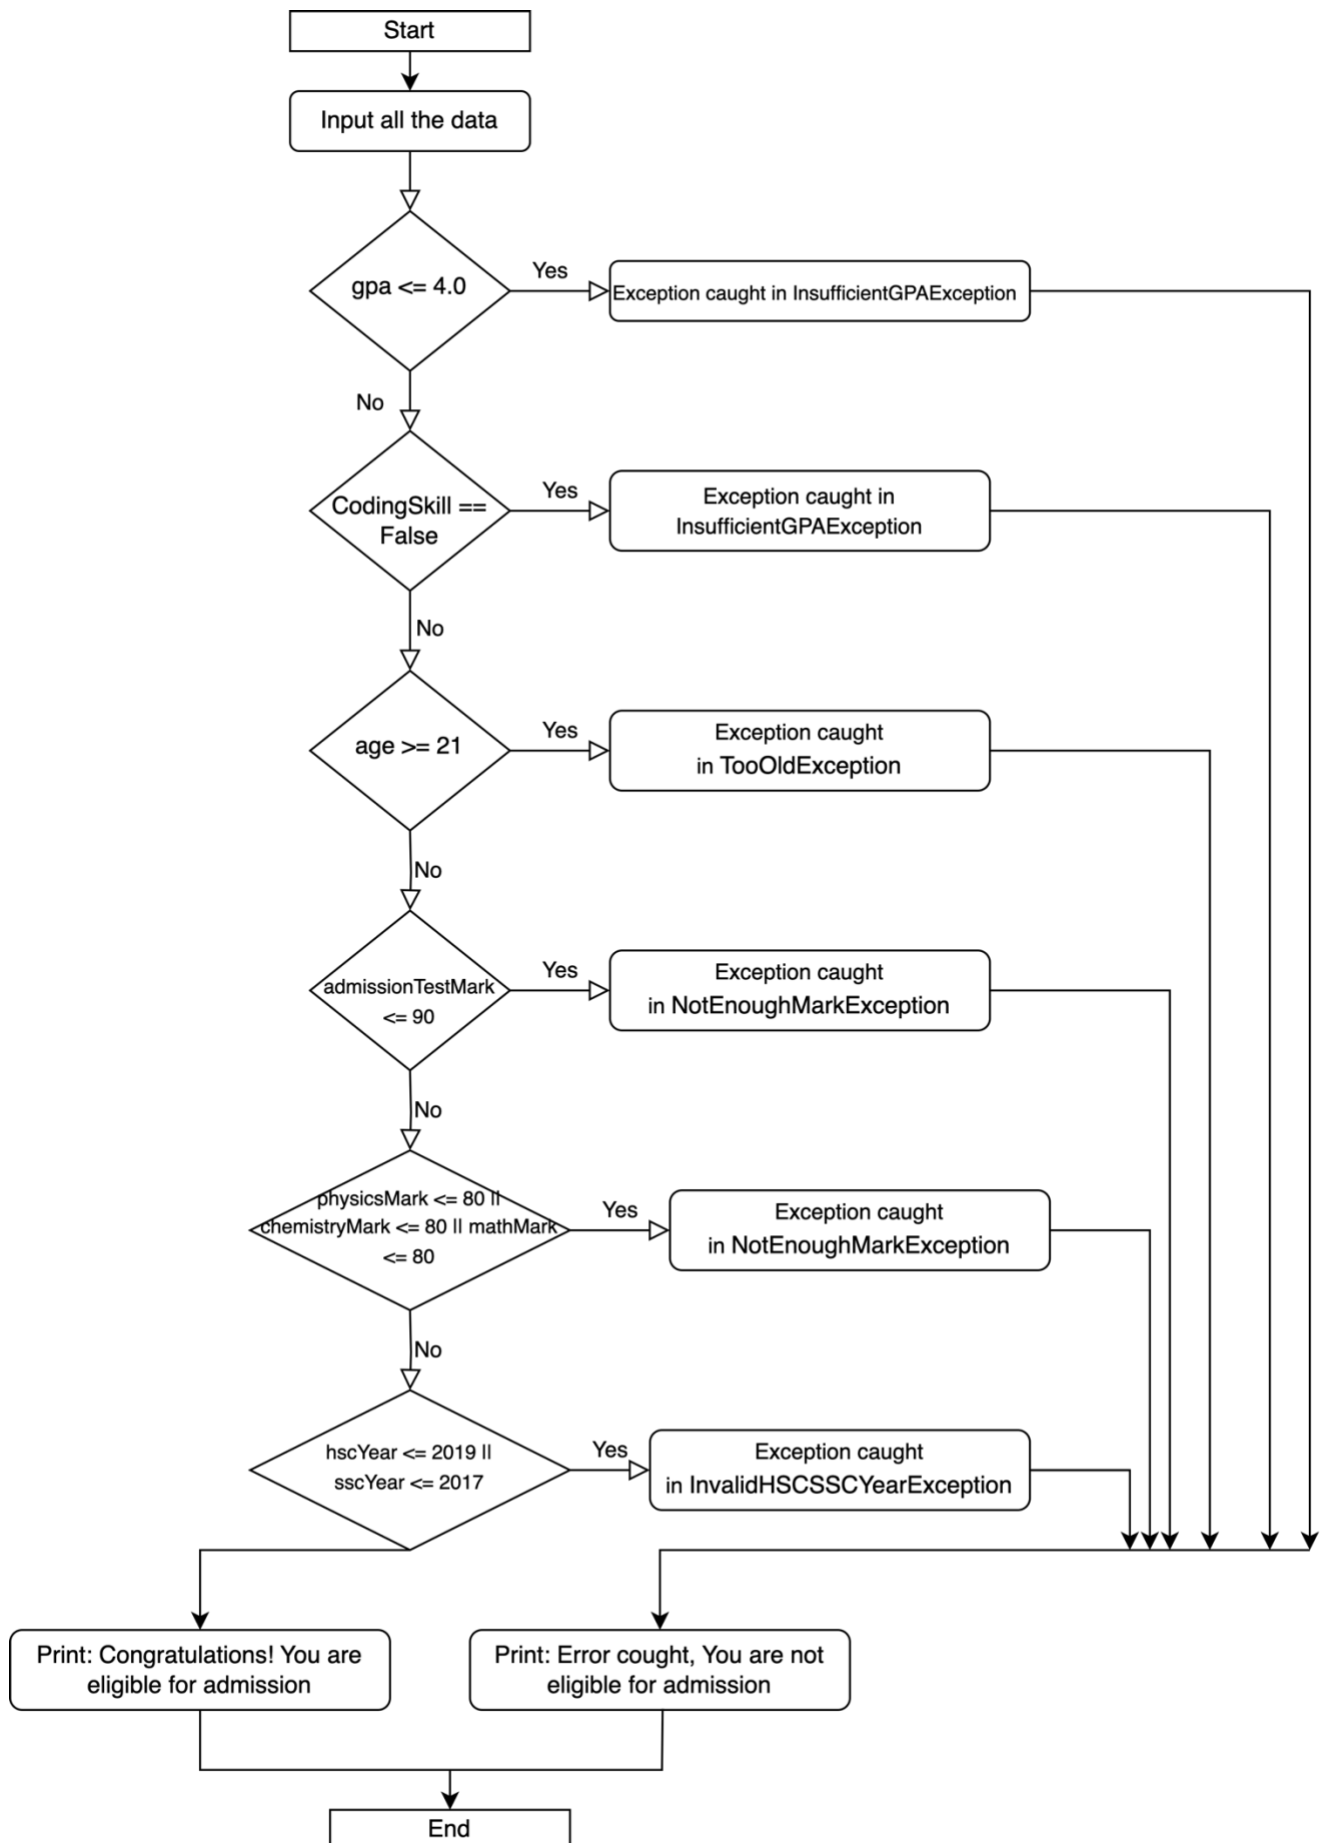 Start
Input all the data
gpa <= 4.0
Yes
Exception caught in InsufficientGPAException
No
CodingSkill ==
False
Yes
Exception caught in
InsufficientGPAException
No
age >= 21
Yes
Exception caught
in TooOldException
No
admissionTestMark
<= 90
Yes
Exception caught
in NotEnoughMarkException
No
physicsMark <= 80 ||
chemistryMark <= 80 || mathMark
<= 80
Yes
Exception caught
in NotEnoughMarkException
No
hscYear <= 2019 ||
sscYear <= 2017
Yes
Exception caught
in InvalidHSCSSCYearException
Print: Congratulations! You are
eligible for admission
Print: Error cought, You are not
eligible for admission
End